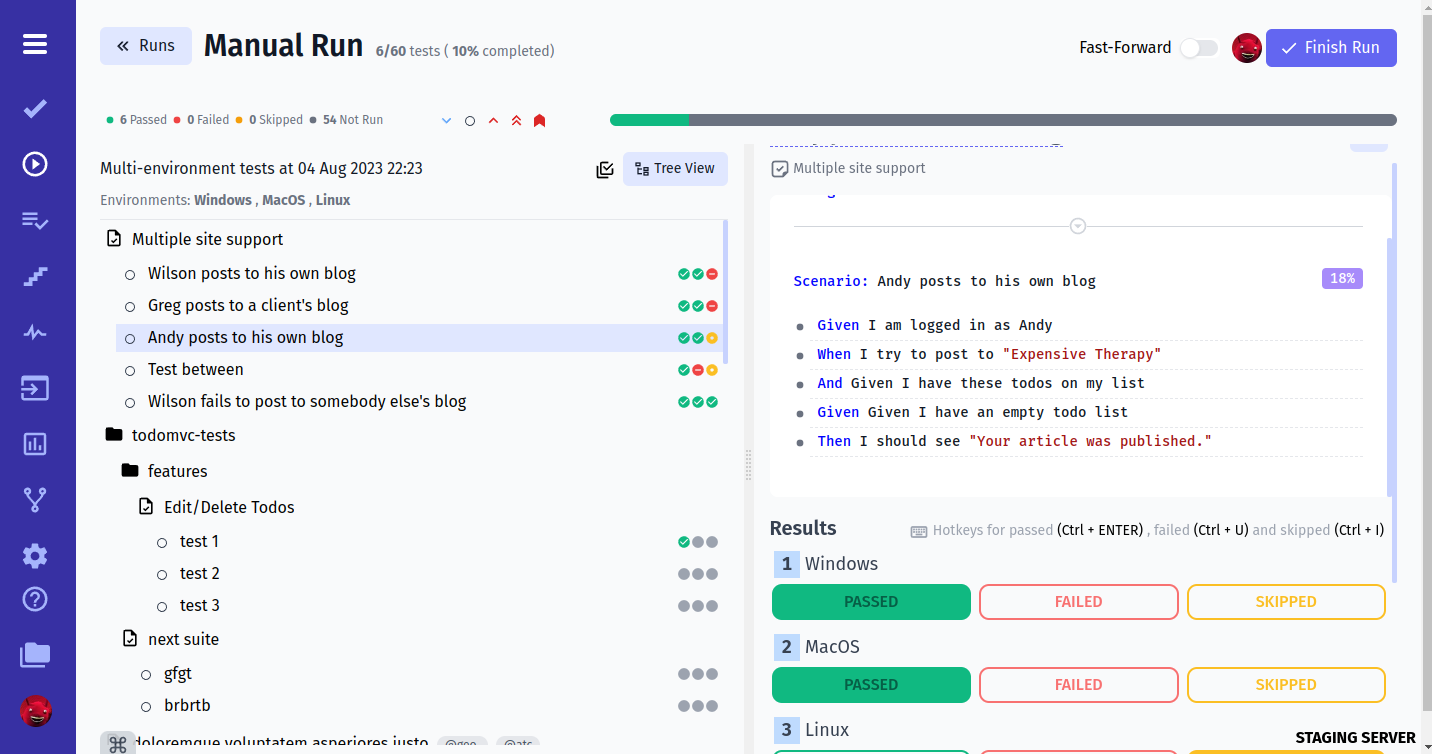 Runs
Manual Run 6/60 tests ( 10% completed)
Fast-Forward
Finish Run
6 Passed 0 Failed 0 Skipped 54 Not Run
Multi-environment tests at 04 Aug 2023 22:23
Tree View
Environments: Windows , MacOS , Linux
Multiple site support
Wilson posts to his own blog
Greg posts to a client's blog
Andy posts to his own blog
Test between
Wilson fails to post to somebody else's blog
todomvc-tests
features
Edit/Delete Todos
test 1
test 2
test 3
next suite
gfgt
brbrtb
doloremque voluptatem asperiores iusto
Multiple site support
Scenario: Andy posts to his own blog
18%
Given I am logged in as Andy
When I try to post to "Expensive Therapy"
And Given I have these todos on my list
Given Given I have an empty todo list
Then I should see "Your article was published."
Results
Hotkeys for passed (Ctrl + ENTER) , failed (Ctrl + U) and skipped (Ctrl + I)
1 Windows
PASSED FAILED SKIPPED
2 MacOS
PASSED FAILED SKIPPED
3 Linux
STAGING SERVER